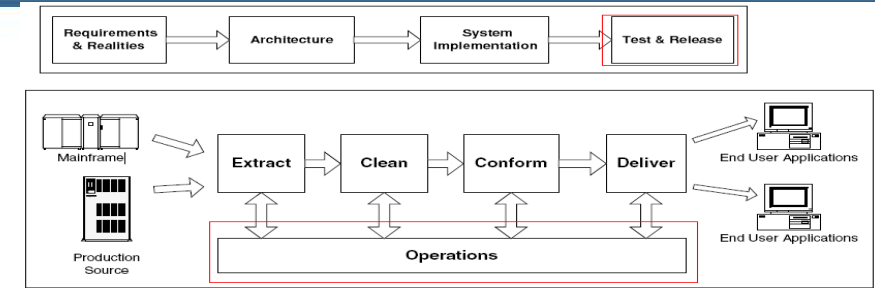 Requirements
& Realities
Architecture
System
Implementation
Test & Release
Mainframe
Extract
Clean
Conform
Deliver
End User Applications
Production
Source
Operations
End User Applications